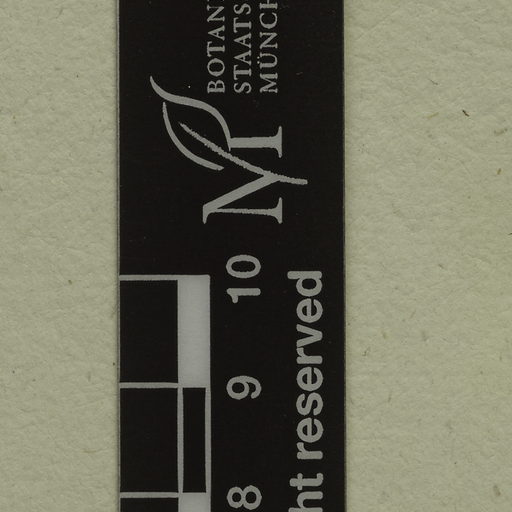 BOTAN
STAATS
MÜNCH
M
8 9 10
ht reserved